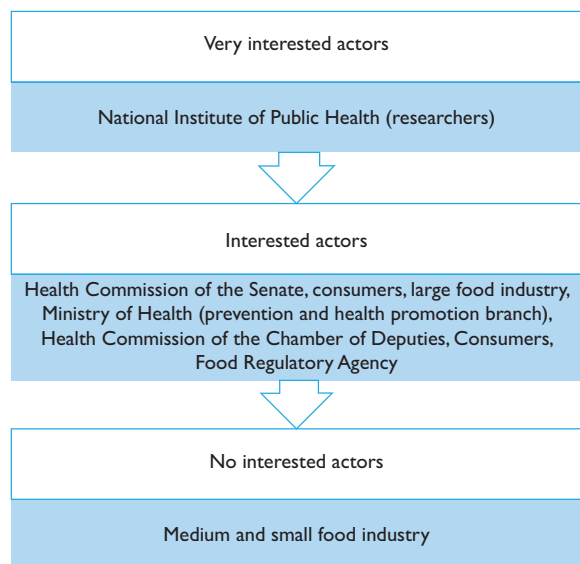 Very interested actors
National Institute of Public Health (researchers)
Interested actors
Health Commission of the Senate, consumers, large food industry,
Ministry of Health (prevention and health promotion branch),
Health Commission of the Chamber of Deputies, Consumers,
Food Regulatory Agency
No interested actors
Medium and small food industry